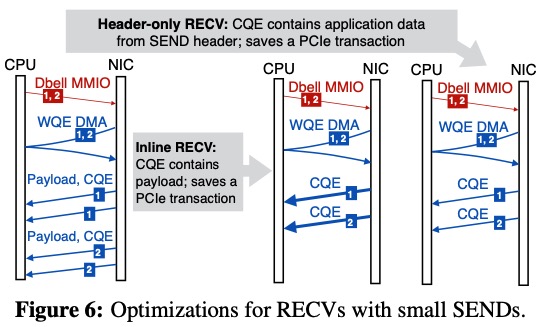 Header-only RECV: CQE contains application data
from SEND header; saves a PCIe transaction
CPU NIC
Dbell MMIO
1, 2
WQE DMA
1, 2
Payload, CQE
1
1
Payload, CQE
2
2
Inline RECV:
CQE contains
payload; saves a
PCIe transaction
CPU NIC
Dbell MMIO
1, 2
WQE DMA
1, 2
CQE
1
CQE
2
CPU NIC
Dbell MMIO
1, 2
WQE DMA
1, 2
CQE
1
CQE
2
Figure 6: Optimizations for RECVs with small SENDs.